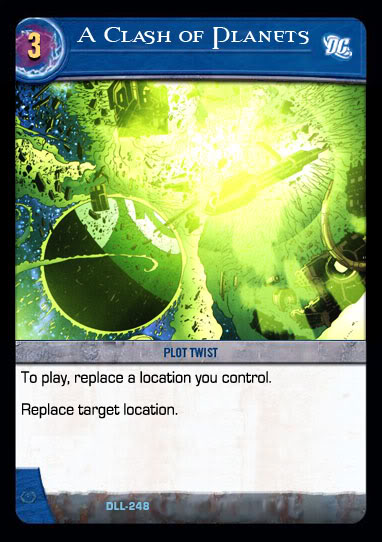 3
A CLASH OF PLANETS
DC
PLOT TWIST
To play, replace a location you control.
Replace target location.
DLL-248